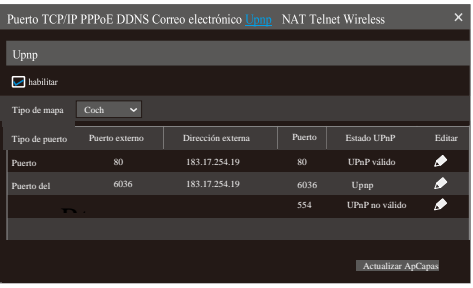 Puerto TCP/IP PPPoE DDNS Correo electrónico Upnp NAT Telnet Wireless ×
Upnp
habilitar
Tipo de mapa Coch
Tipo de puerto Puerto externo Dirección externa Puerto Estado UPnP Editar
Puerto 80 183.17.254.19 80 UPnP válido
Puerto del 6036 183.17.254.19 6036 Upnp
554 UPnP no válido
Actualizar ApCapas